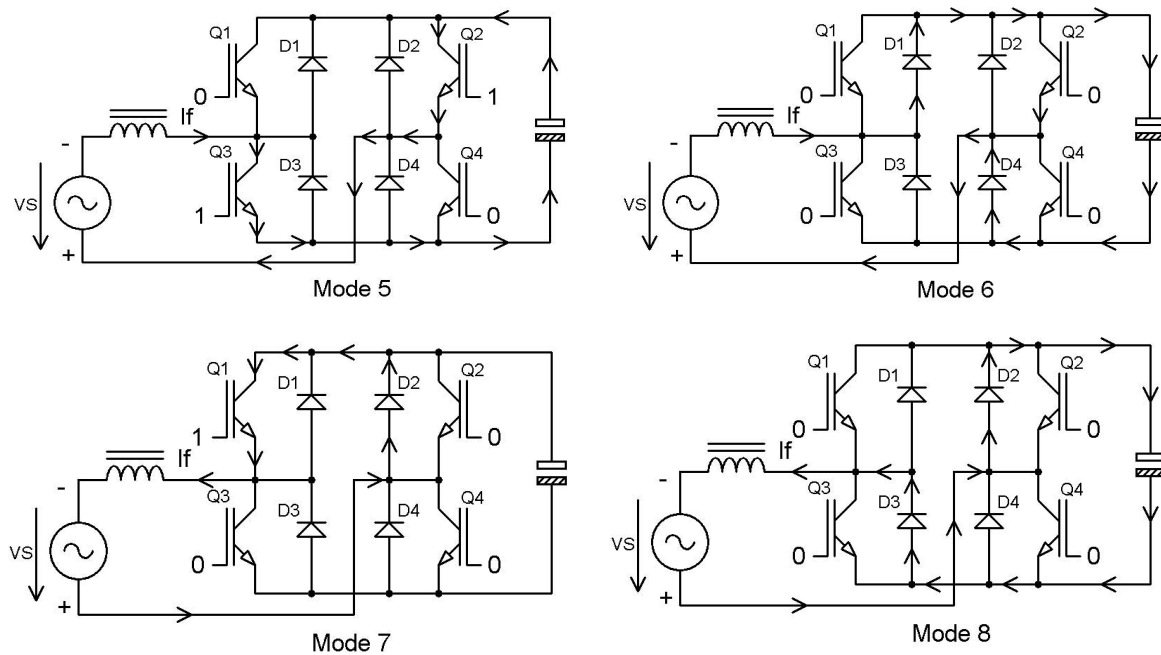 Q1
D1
D2
Q2
0
1
If
-
Q3
D3
D4
Q4
VS
1
0
+
Mode 5
Q1
D1
D2
Q2
0
0
If
-
Q3
D3
D4
Q4
VS
0
0
+
Mode 6
Q1
D1
D2
Q2
1
0
If
-
Q3
D3
D4
Q4
VS
0
0
+
Mode 7
Q1
D1
D2
Q2
0
0
If
-
Q3
D3
D4
Q4
VS
0
0
+
Mode 8